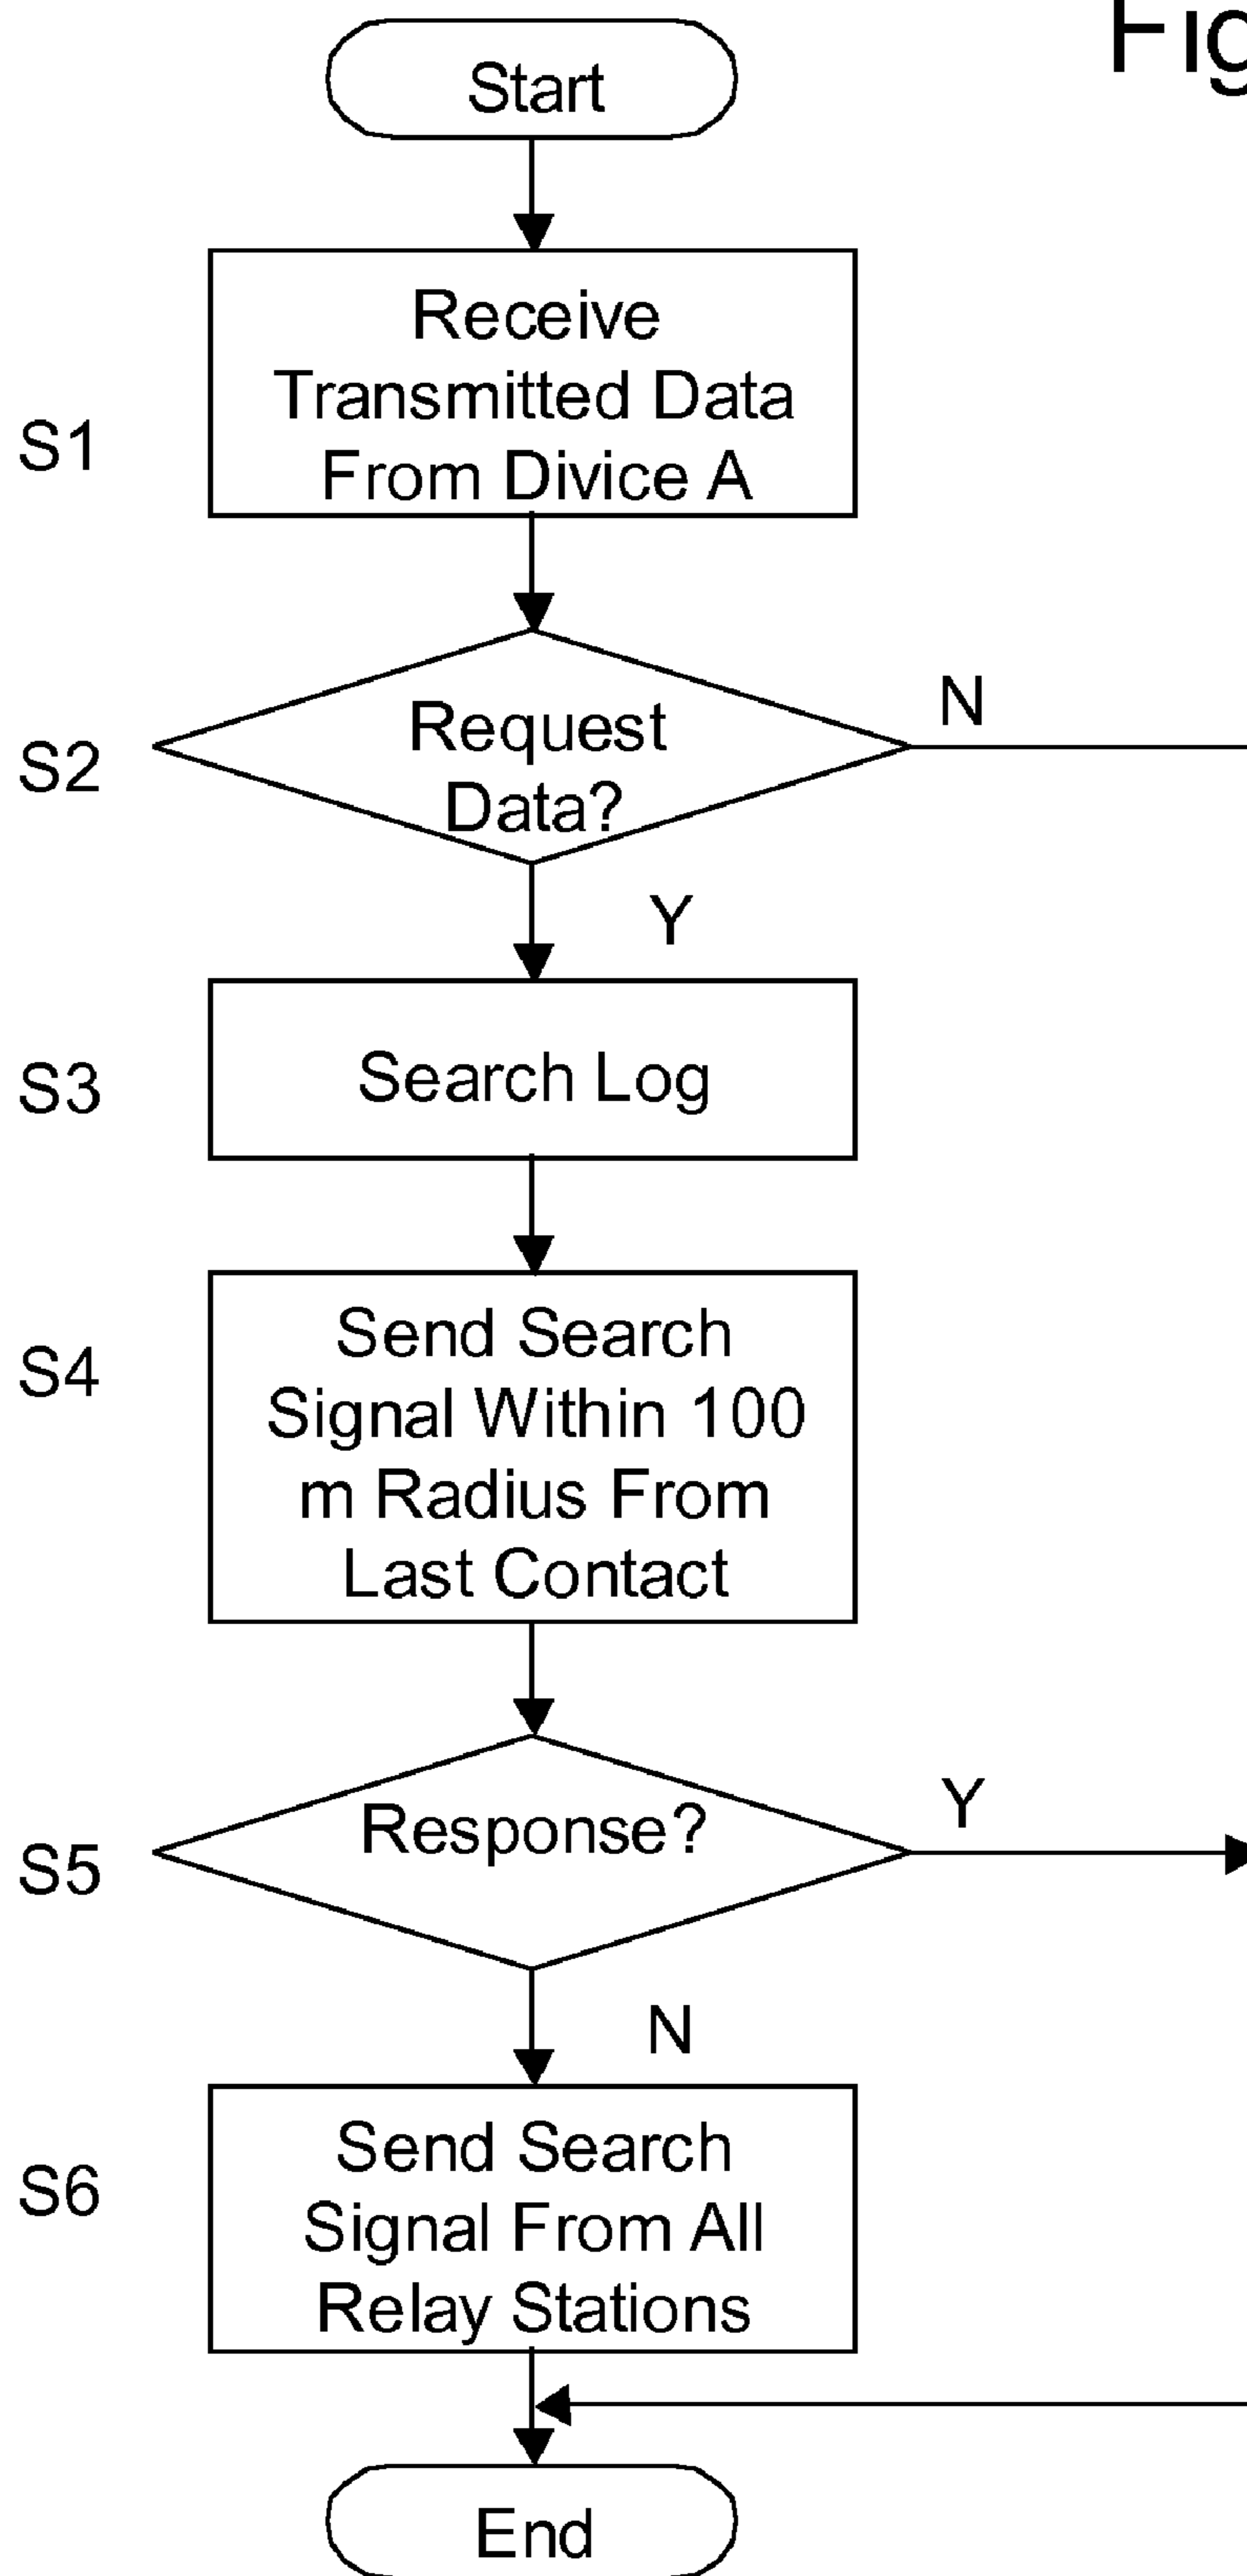 Fig
Start
S1
Receive
Transmitted Data
From Divice A
S2
Request
Data?
N
Y
S3
Search Log
S4
Send Search
Signal Within 100
m Radius From
Last Contact
S5
Response?
Y
N
S6
Send Search
Signal From All
Relay Stations
End